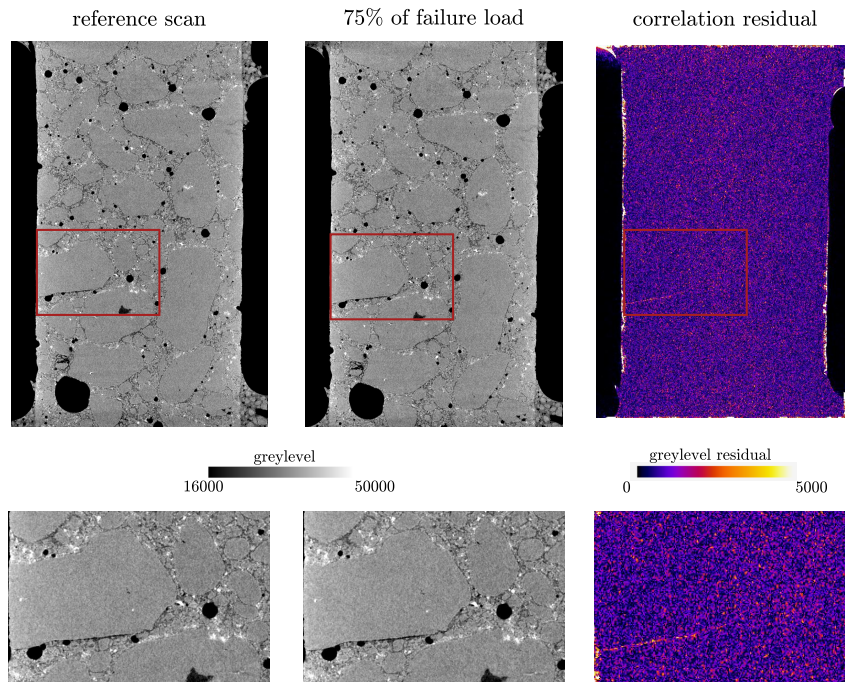 reference scan
75% of failure load
correlation residual
greylevel
16000
50000
greylevel residual
0
5000